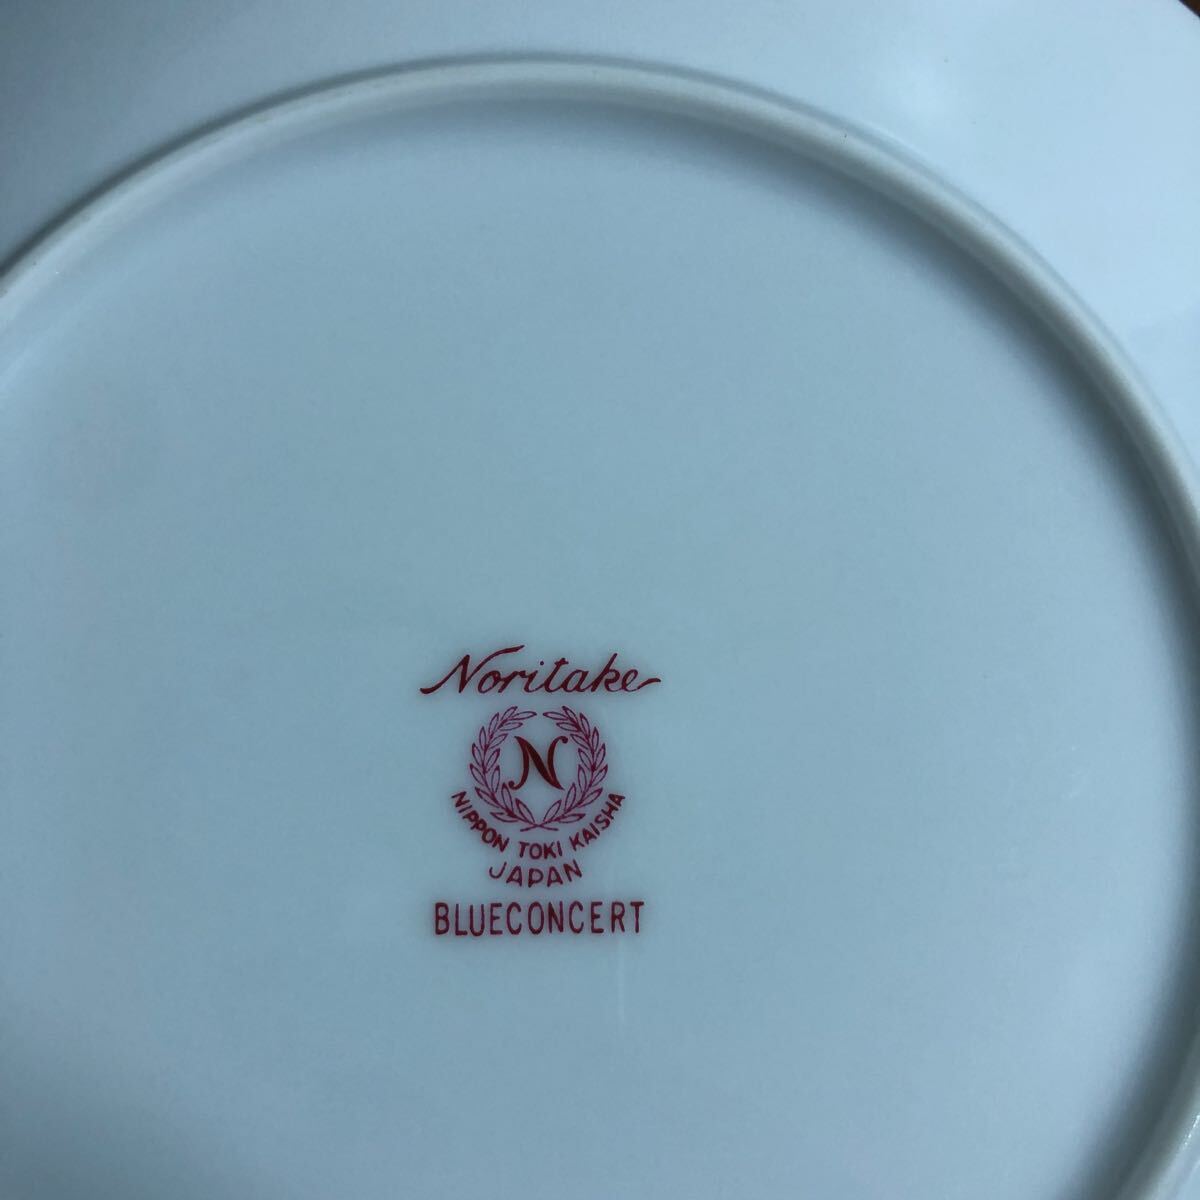 Noritake
N
NIPPON TOKI KAISHA
JAPAN
BLUECONCERT